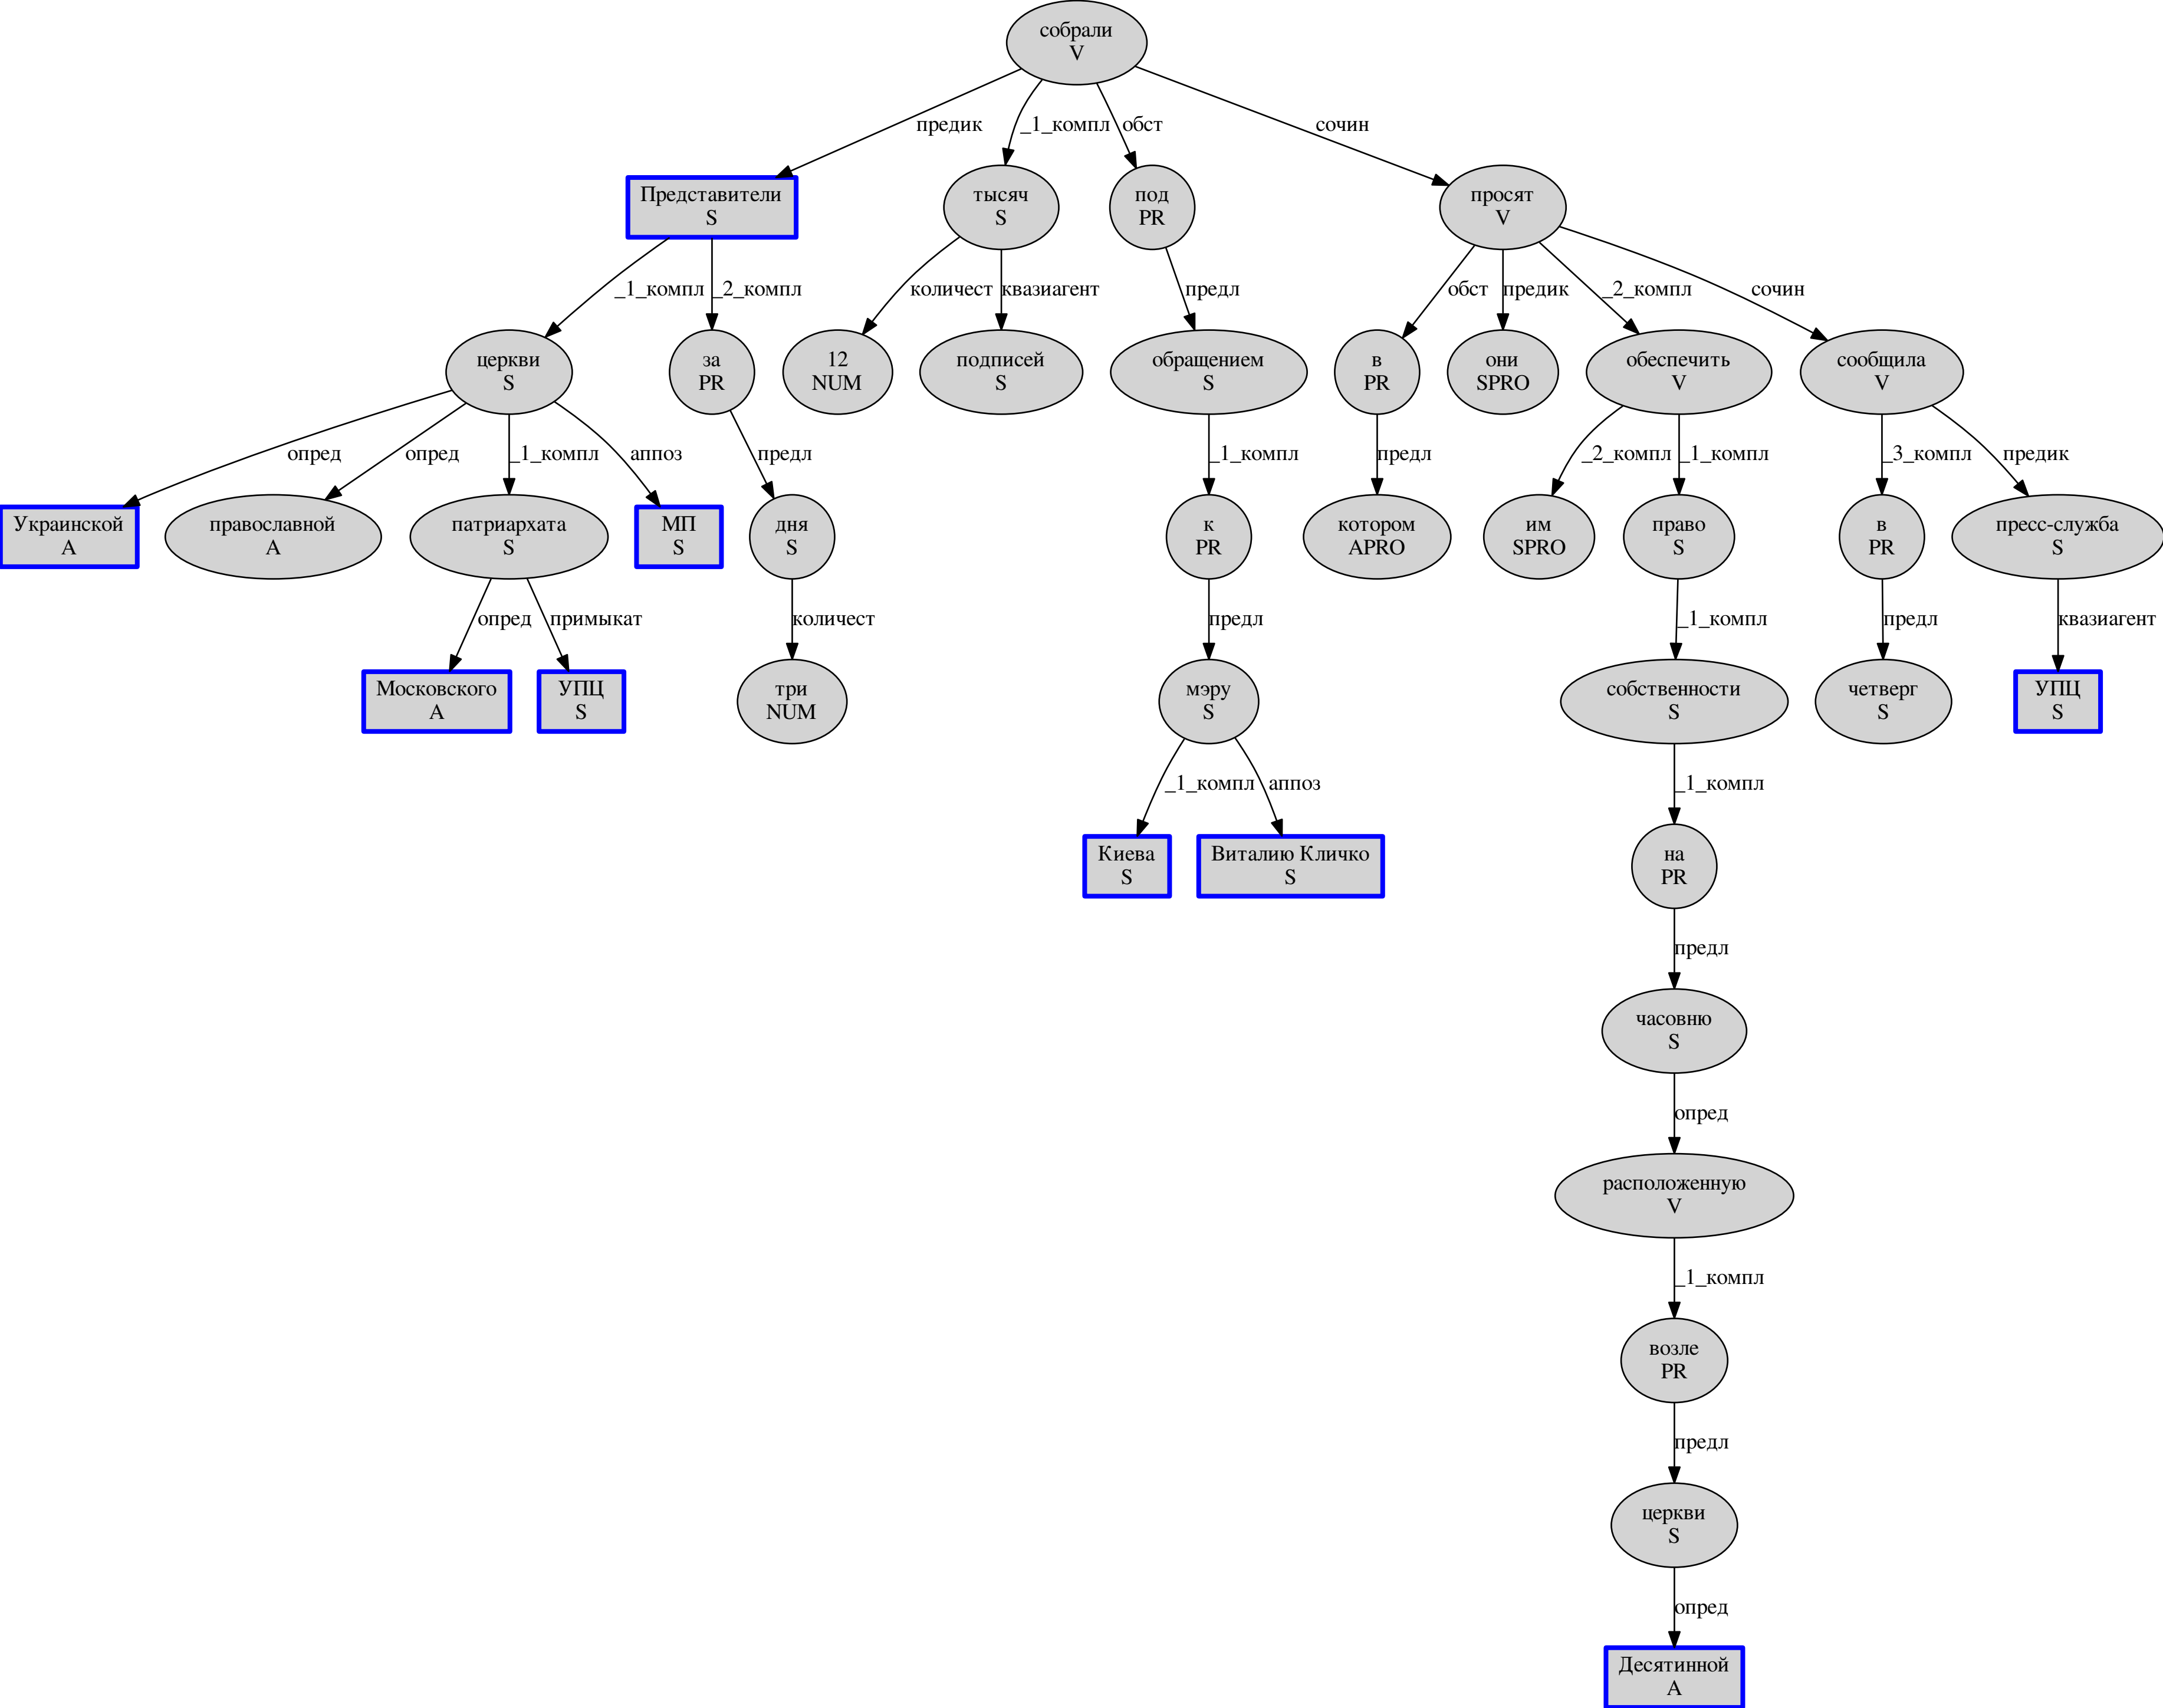 собрали
V
предик
_1_компл
обст
сочин
Представители
S
тысяч
S
под
PR
просят
V
_1_компл
_2_компл
количест
квазиагент
предл
обст
предик
_2_компл
сочин
церкви
S
за
PR
12
NUM
подписей
S
обращением
S
в
PR
они
SPRO
обеспечить
V
сообщила
V
опред
опред
_1_компл
аппоз
предл
_1_компл
предл
_2_компл
_1_компл
_3_компл
предик
Украинской
A
православной
A
патриархата
S
МП
S
дня
S
к
PR
котором
APRO
им
SPRO
право
S
в
PR
пресс-служба
S
опред
примыкат
количест
предл
_1_компл
предл
квазиагент
Московского
A
УПЦ
S
три
NUM
мэру
S
собственности
S
четверг
S
УПЦ
S
_1_компл
аппоз
_1_компл
Киева
S
Виталию Кличко
S
на
PR
предл
часовню
S
опред
расположенную
V
_1_компл
возле
PR
предл
церкви
S
опред
Десятинной
A